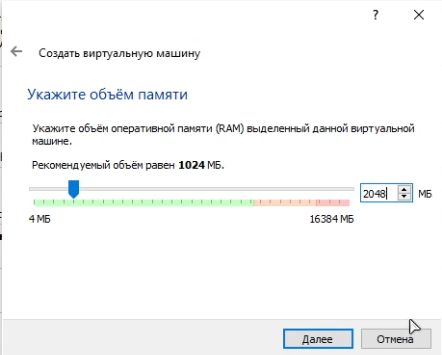 ?
Создать виртуальную машину
Укажите объём памяти
Укажите объём оперативной памяти (RAM) выделенный данной виртуальной
машине.
Рекомендуемый объём равен 1024 МБ.
2048 МБ
4 МБ 16384 МБ
Далее Отмена